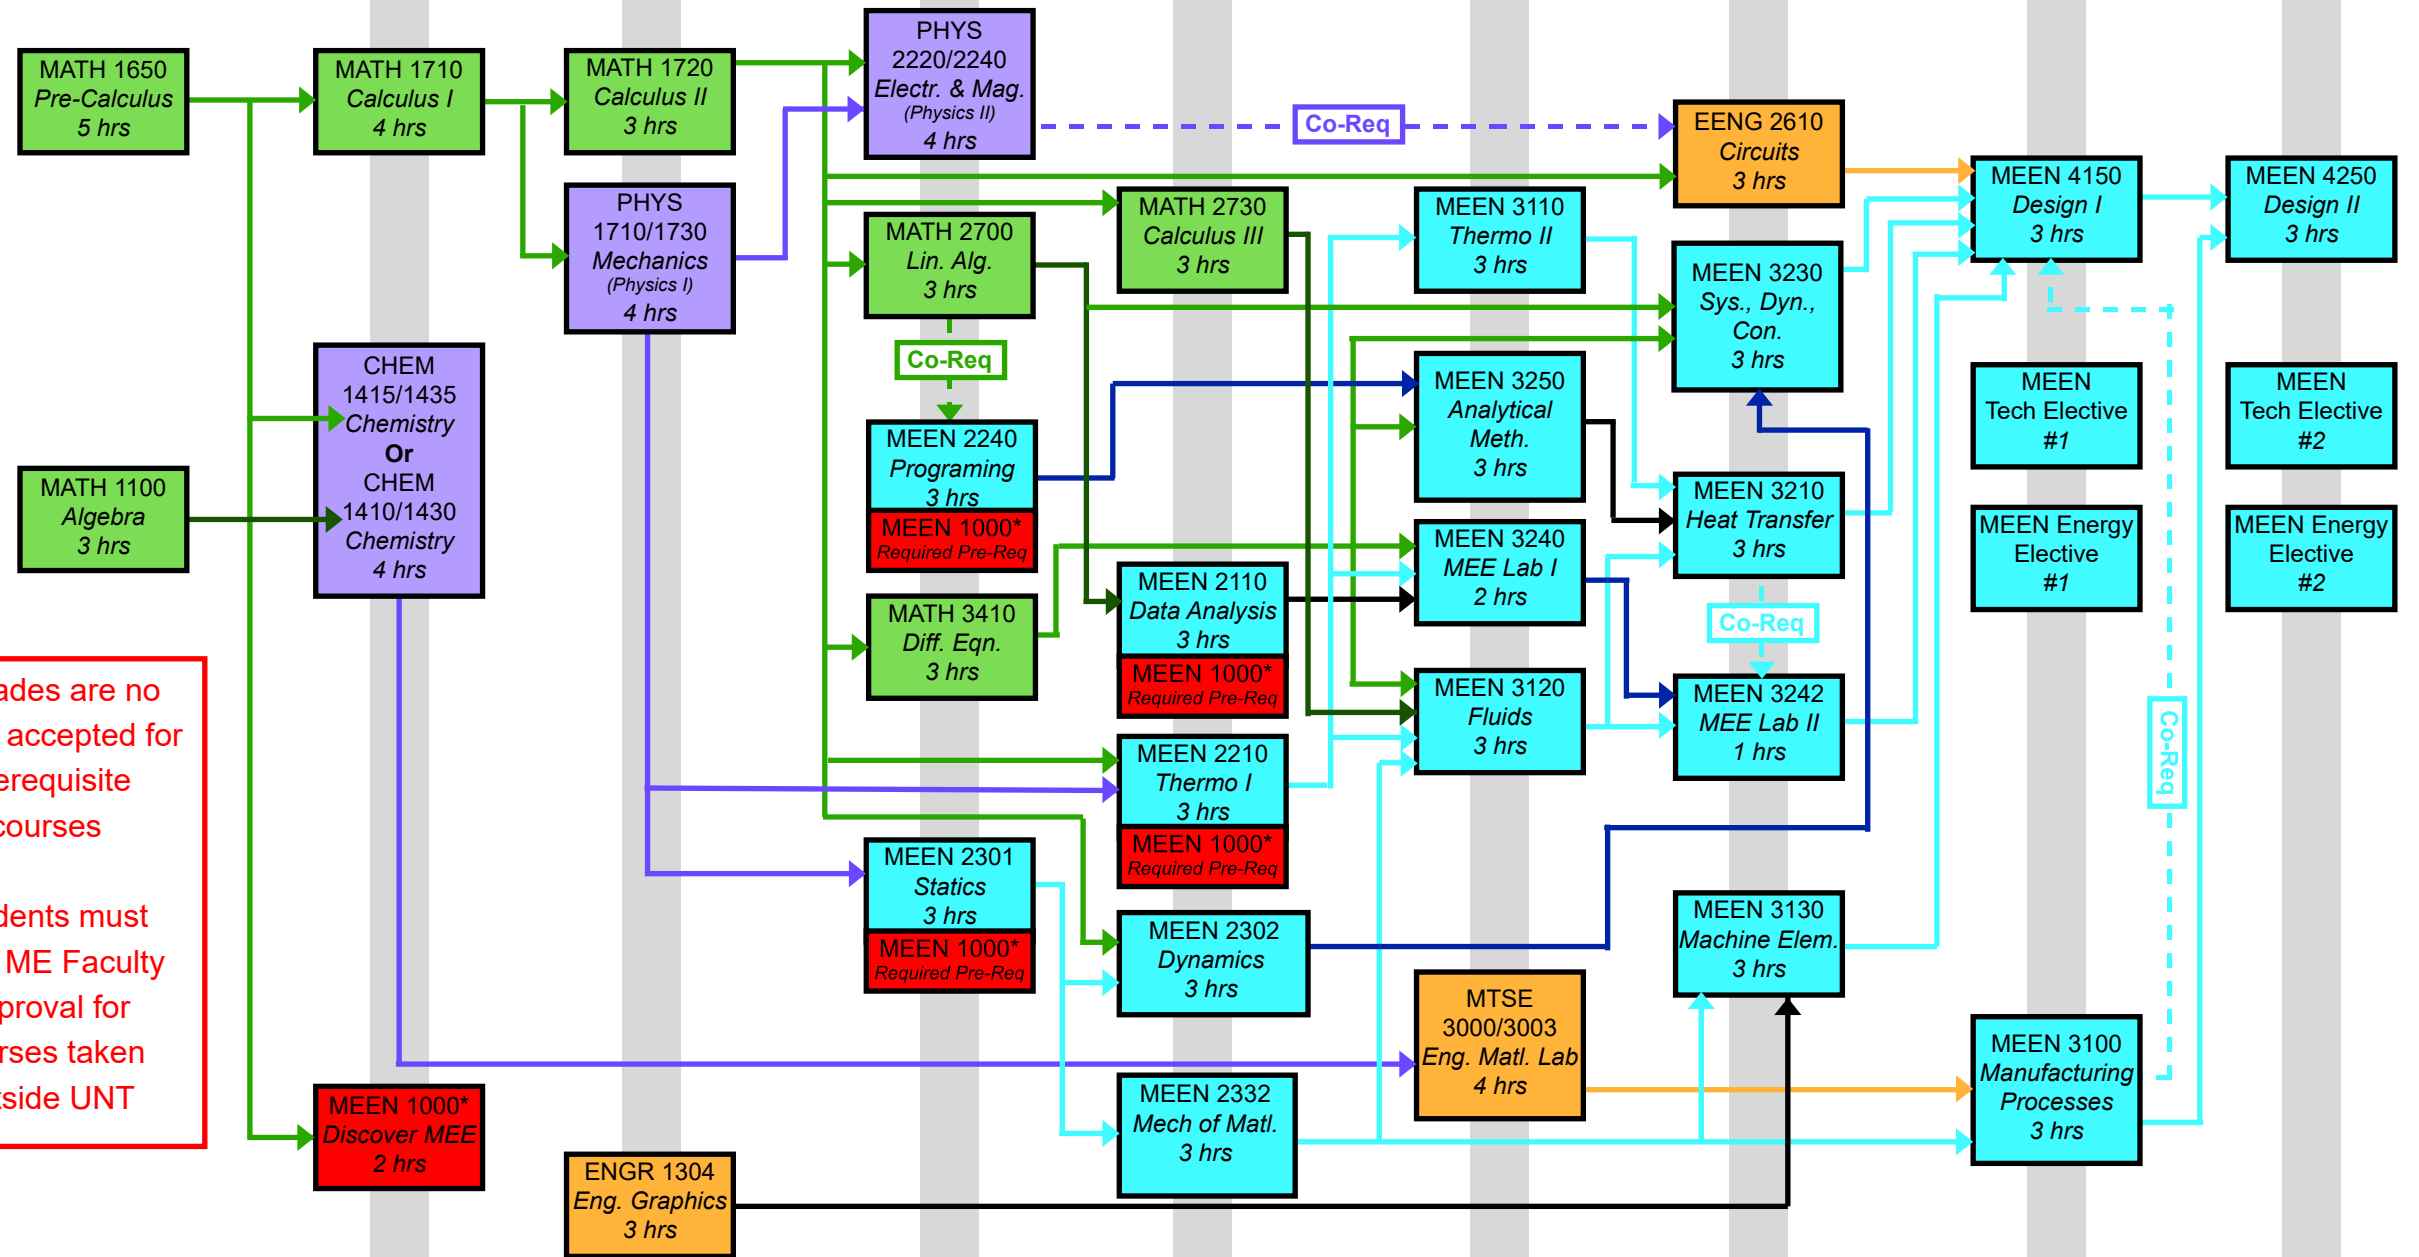 MATH 1650
Pre-Calculus
5 hrs
MATH 1100
Algebra
3 hrs
ades are no
accepted for
erequisite
courses
dents must
ME Faculty
proval for
rses taken
tside UNT
MATH 1710
Calculus I
4 hrs
CHEM
1415/1435
Chemistry
Or
CHEM
1410/1430
Chemistry
4 hrs
MEEN 1000*
Discover MEE
2 hrs
MATH 1720
Calculus II
3 hrs
PHYS
1710/1730
Mechanics
(Physics I)
4 hrs
ENGR 1304
Eng. Graphics
3 hrs
PHYS
2220/2240
Electr. & Mag.
(Physics II)
4 hrs
MATH 2700
Lin. Alg.
3 hrs
Co-Req
MEEN 2240
Programing
3 hrs
MEEN 1000*
Required Pre-Req
MATH 3410
Diff. Eqn.
3 hrs
MEEN 2301
Statics
3 hrs
MEEN 1000*
Required Pre-Req
MATH 2730
Calculus III
3 hrs
MEEN 2110
Data Analysis
3 hrs
MEEN 1000*
Required Pre-Req
MEEN 2210
Thermo I
3 hrs
MEEN 1000*
Required Pre-Req
MEEN 2302
Dynamics
3 hrs
MEEN 2332
Mech of Matl.
3 hrs
Co-Req
MEEN 3110
Thermo II
3 hrs
MEEN 3250
Analytical
Meth.
3 hrs
MEEN 3240
MEE Lab I
2 hrs
MEEN 3120
Fluids
3 hrs
MTSE
3000/3003
Eng. Matl. Lab
4 hrs
EENG 2610
Circuits
3 hrs
MEEN 3230
Sys., Dyn.,
Con.
3 hrs
MEEN 3210
Heat Transfer
3 hrs
Co-Req
MEEN 3242
MEE Lab II
1 hrs
MEEN 3130
Machine Elem.
3 hrs
MEEN 4150
Design I
3 hrs
MEEN
Tech Elective
#1
MEEN Energy
Elective
#1
MEEN 3100
Manufacturing
Processes
3 hrs
Co-Req
MEEN 4250
Design II
3 hrs
MEEN
Tech Elective
#2
MEEN Energy
Elective
#2